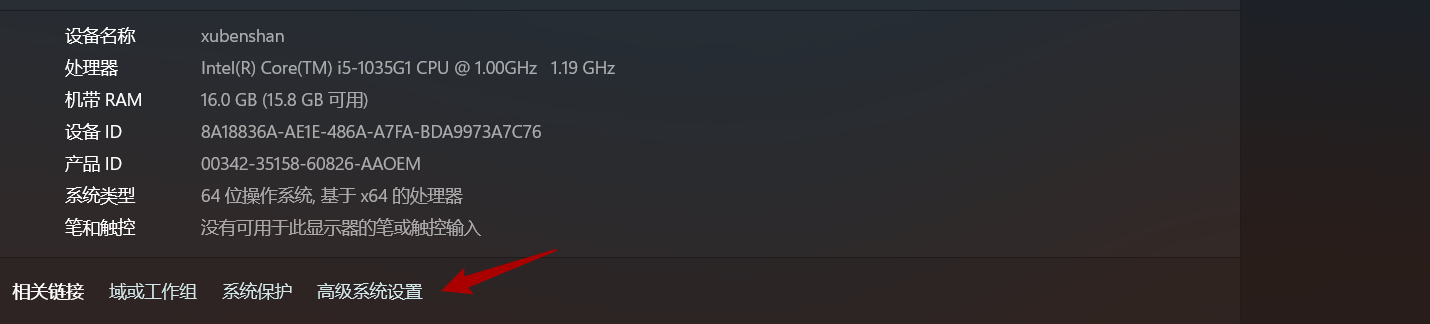 设备名称 xubenshan
处理器 Intel(R) Core(TM) i5-1035G1 CPU @ 1.00GHz 1.19 GHz
机带 RAM 16.0 GB (15.8 GB 可用)
设备 ID 8A18836A-AE1E-486A-A7FA-BDA9973A7C76
产品 ID 00342-35158-60826-AAOEM
系统类型 64 位操作系统, 基于 x64 的处理器
笔和触控 没有可用于此显示器的笔或触控输入
相关链接 域或工作组 系统保护 高级系统设置